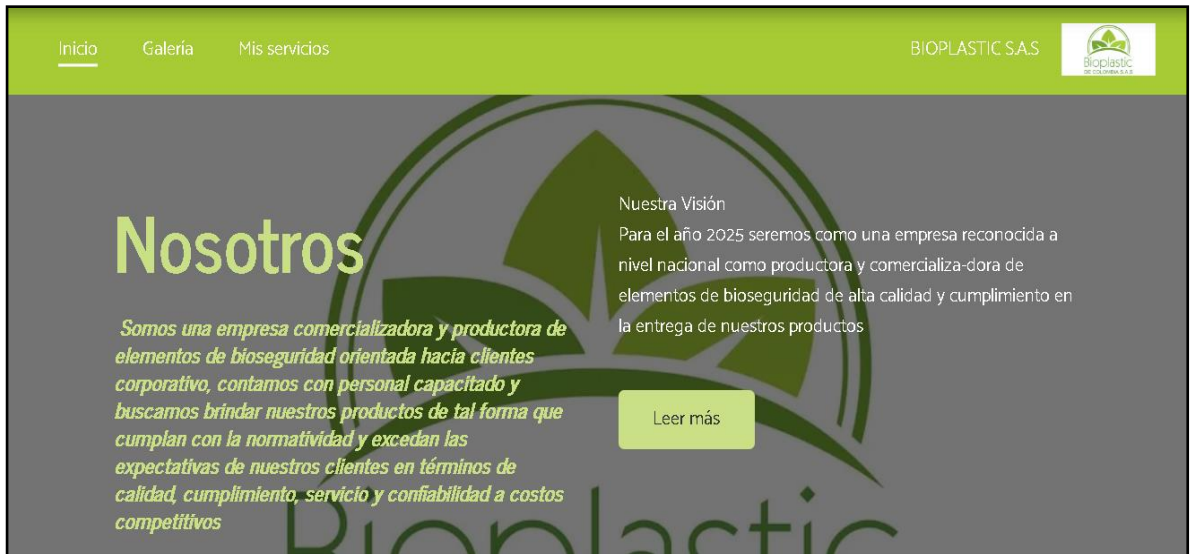 Inicio Galería Mis servicios BIOPLASTIC S.A.S
Bioplastic
DE COLOMBIA S.A.S
Nosotros
Somos una empresa comercializadora y productora de
elementos de bioseguridad orientada hacia clientes
corporativo, contamos con personal capacitado y
buscamos brindar nuestros productos de tal forma que
cumplan con la normatividad y excedan las
expectativas de nuestros clientes en términos de
calidad, cumplimiento, servicio y confiabilidad a costos
competitivos
Nuestra Visión
Para el año 2025 seremos como una empresa reconocida a
nivel nacional como productora y comercializa-dora de
elementos de bioseguridad de alta calidad y cumplimiento en
la entrega de nuestros productos
Leer más
Bioplastic